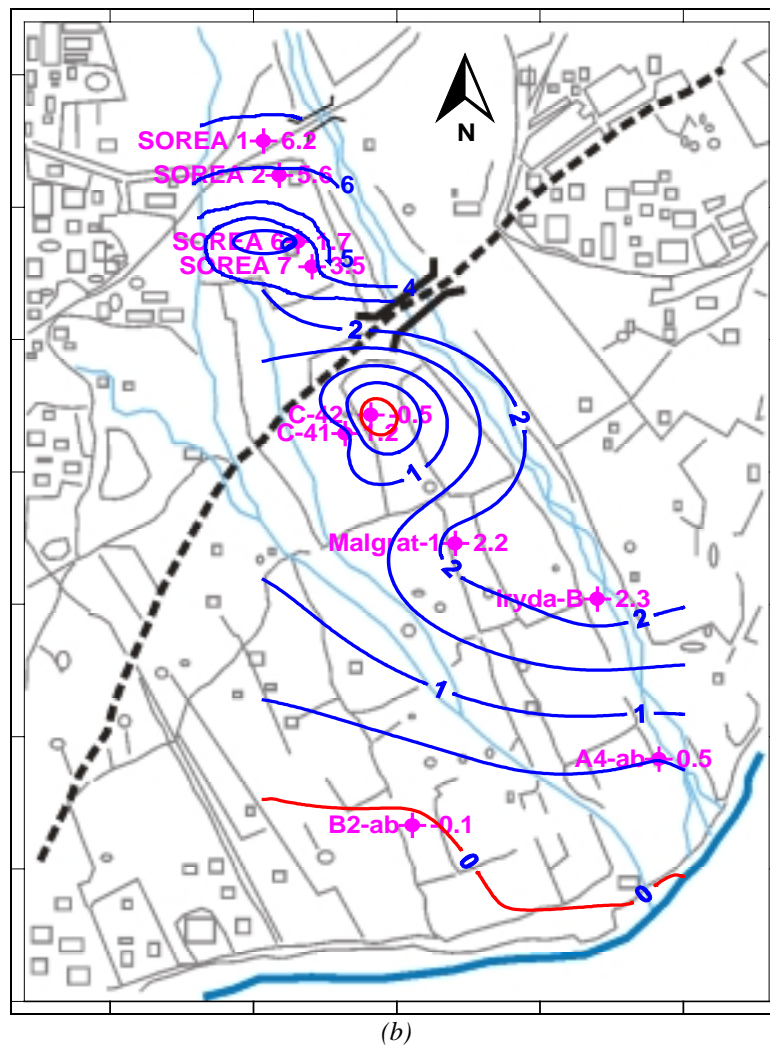 N
SOREA 1 6.2
SOREA 2 5.6
6
SOREA 6 1.7
5
SOREA 7 3.5
4
2
2
C-42 -0.5
C-41 1.2
1
Malgrat-1 2.2
2
Iryda-B 2.3
2
1
1
A4-ab 0.5
B2-ab -0.1
0
0
(b)